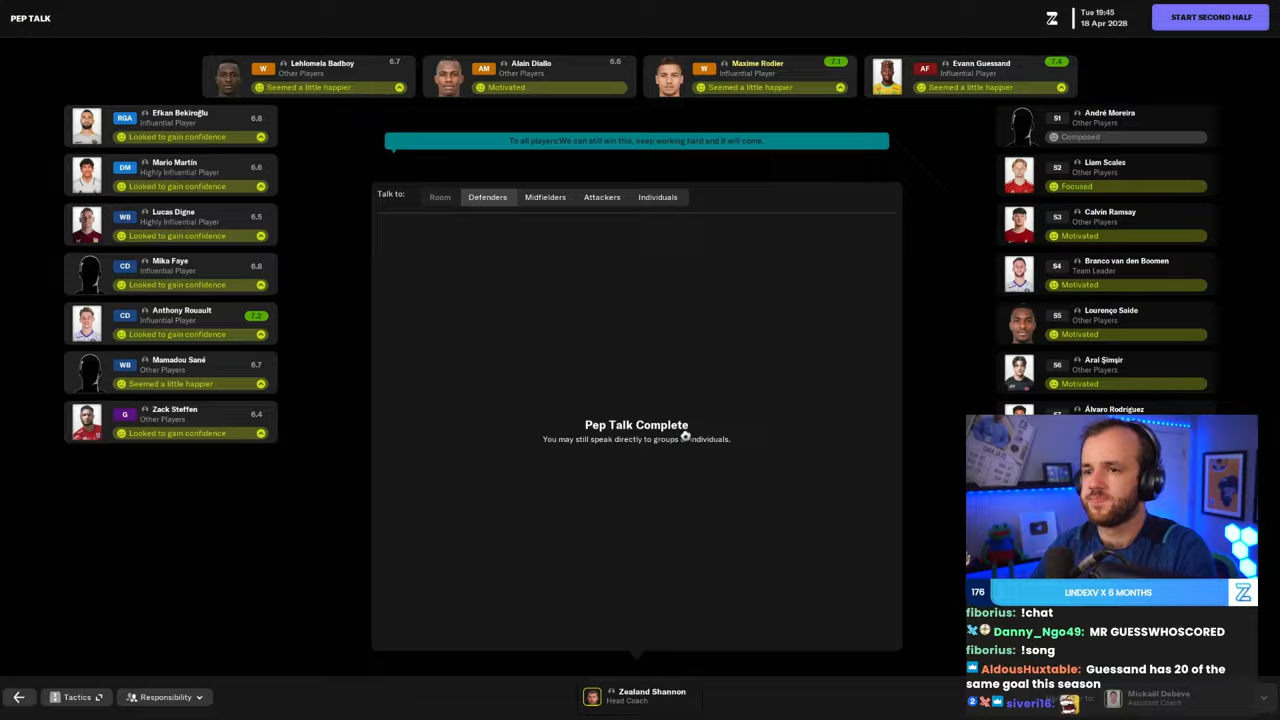 PEP TALK
Tue 19:45
18 Apr 2028
START SECOND HALF
W
Lehlomela Badboy
6.7
Other Players
Seemed a little happier
AM
Alain Diallo
6.6
Other Players
Motivated
W
Maxime Rodier
7.1
Influential Player
Seemed a little happier
AF
Evann Guessand
7.4
Influential Player
Seemed a little happier
RGA
Efkan Bekiroğlu
6.8
Other Players
Looked to gain confidence
DM
Mario Martín
6.6
Highly Influential Player
Looked to gain confidence
WB
Lucas Digne
6.5
Highly Influential Player
Looked to gain confidence
CD
Mika Faye
6.8
Influential Player
Looked to gain confidence
CD
Anthony Rouault
7.2
Influential Player
Looked to gain confidence
WB
Mamadou Sané
6.7
Other Players
Seemed a little happier
G
Zack Steffen
6.4
Other Players
Looked to gain confidence
To all players:We can still win this, keep working hard and it will come.
Talk to:
Room
Defenders
Midfielders
Attackers
Individuals
Pep Talk Complete
You may still speak directly to groups or individuals.
S1
André Moreira
Other Players
Composed
S2
Liam Scales
Other Players
Focused
S3
Calvin Ramsay
Other Players
Motivated
S4
Branco van den Boomen
Team Leader
Motivated
S5
Lourenço Saíde
Other Players
Motivated
S6
Aral Şimşir
Other Players
Motivated
Álvaro Rodríguez
176
LINDEXV X 6 MONTHS
fiborius: !chat
Danny_Ngo49: MR GUESSWHOSCORED
fiborius: !song
AldousHuxtable: Guessand has 20 of the
same goal this season
siveri16:
Tactics
Responsibility
Zealand Shannon
Head Coach
Mickaël Debève
Assistant Coach